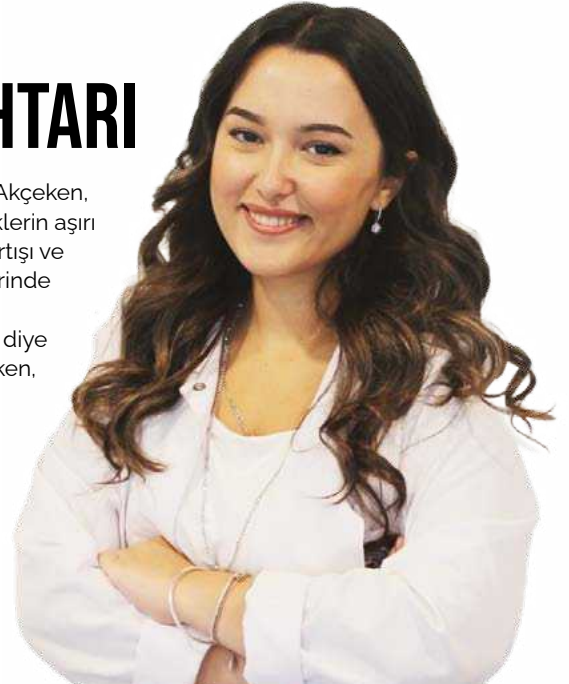 HTARI
Akçeken,
klerin aşırı
rtışı ve
rinde
diye
ken,